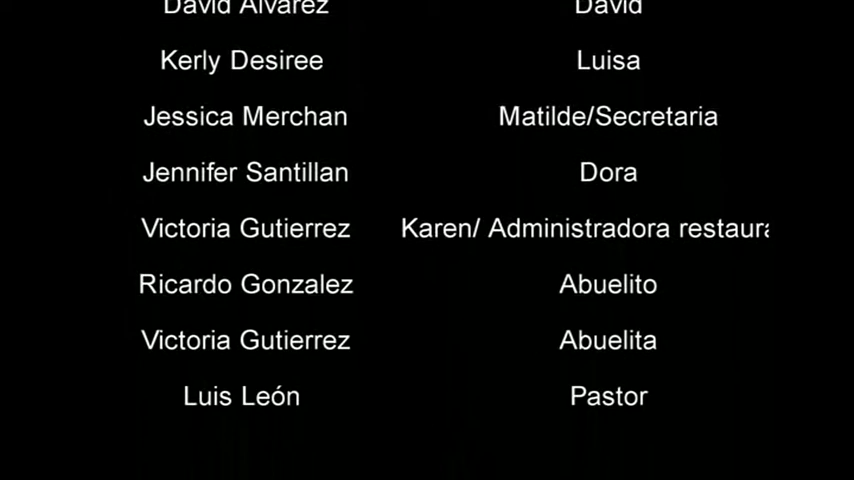 David Alvarez David
Kerly Desiree Luisa
Jessica Merchan Matilde/Secretaria
Jennifer Santillan Dora
Victoria Gutierrez Karen/ Administradora
Ricardo Gonzalez Abuelito
Victoria Gutierrez Abuelita
Luis León Pastor